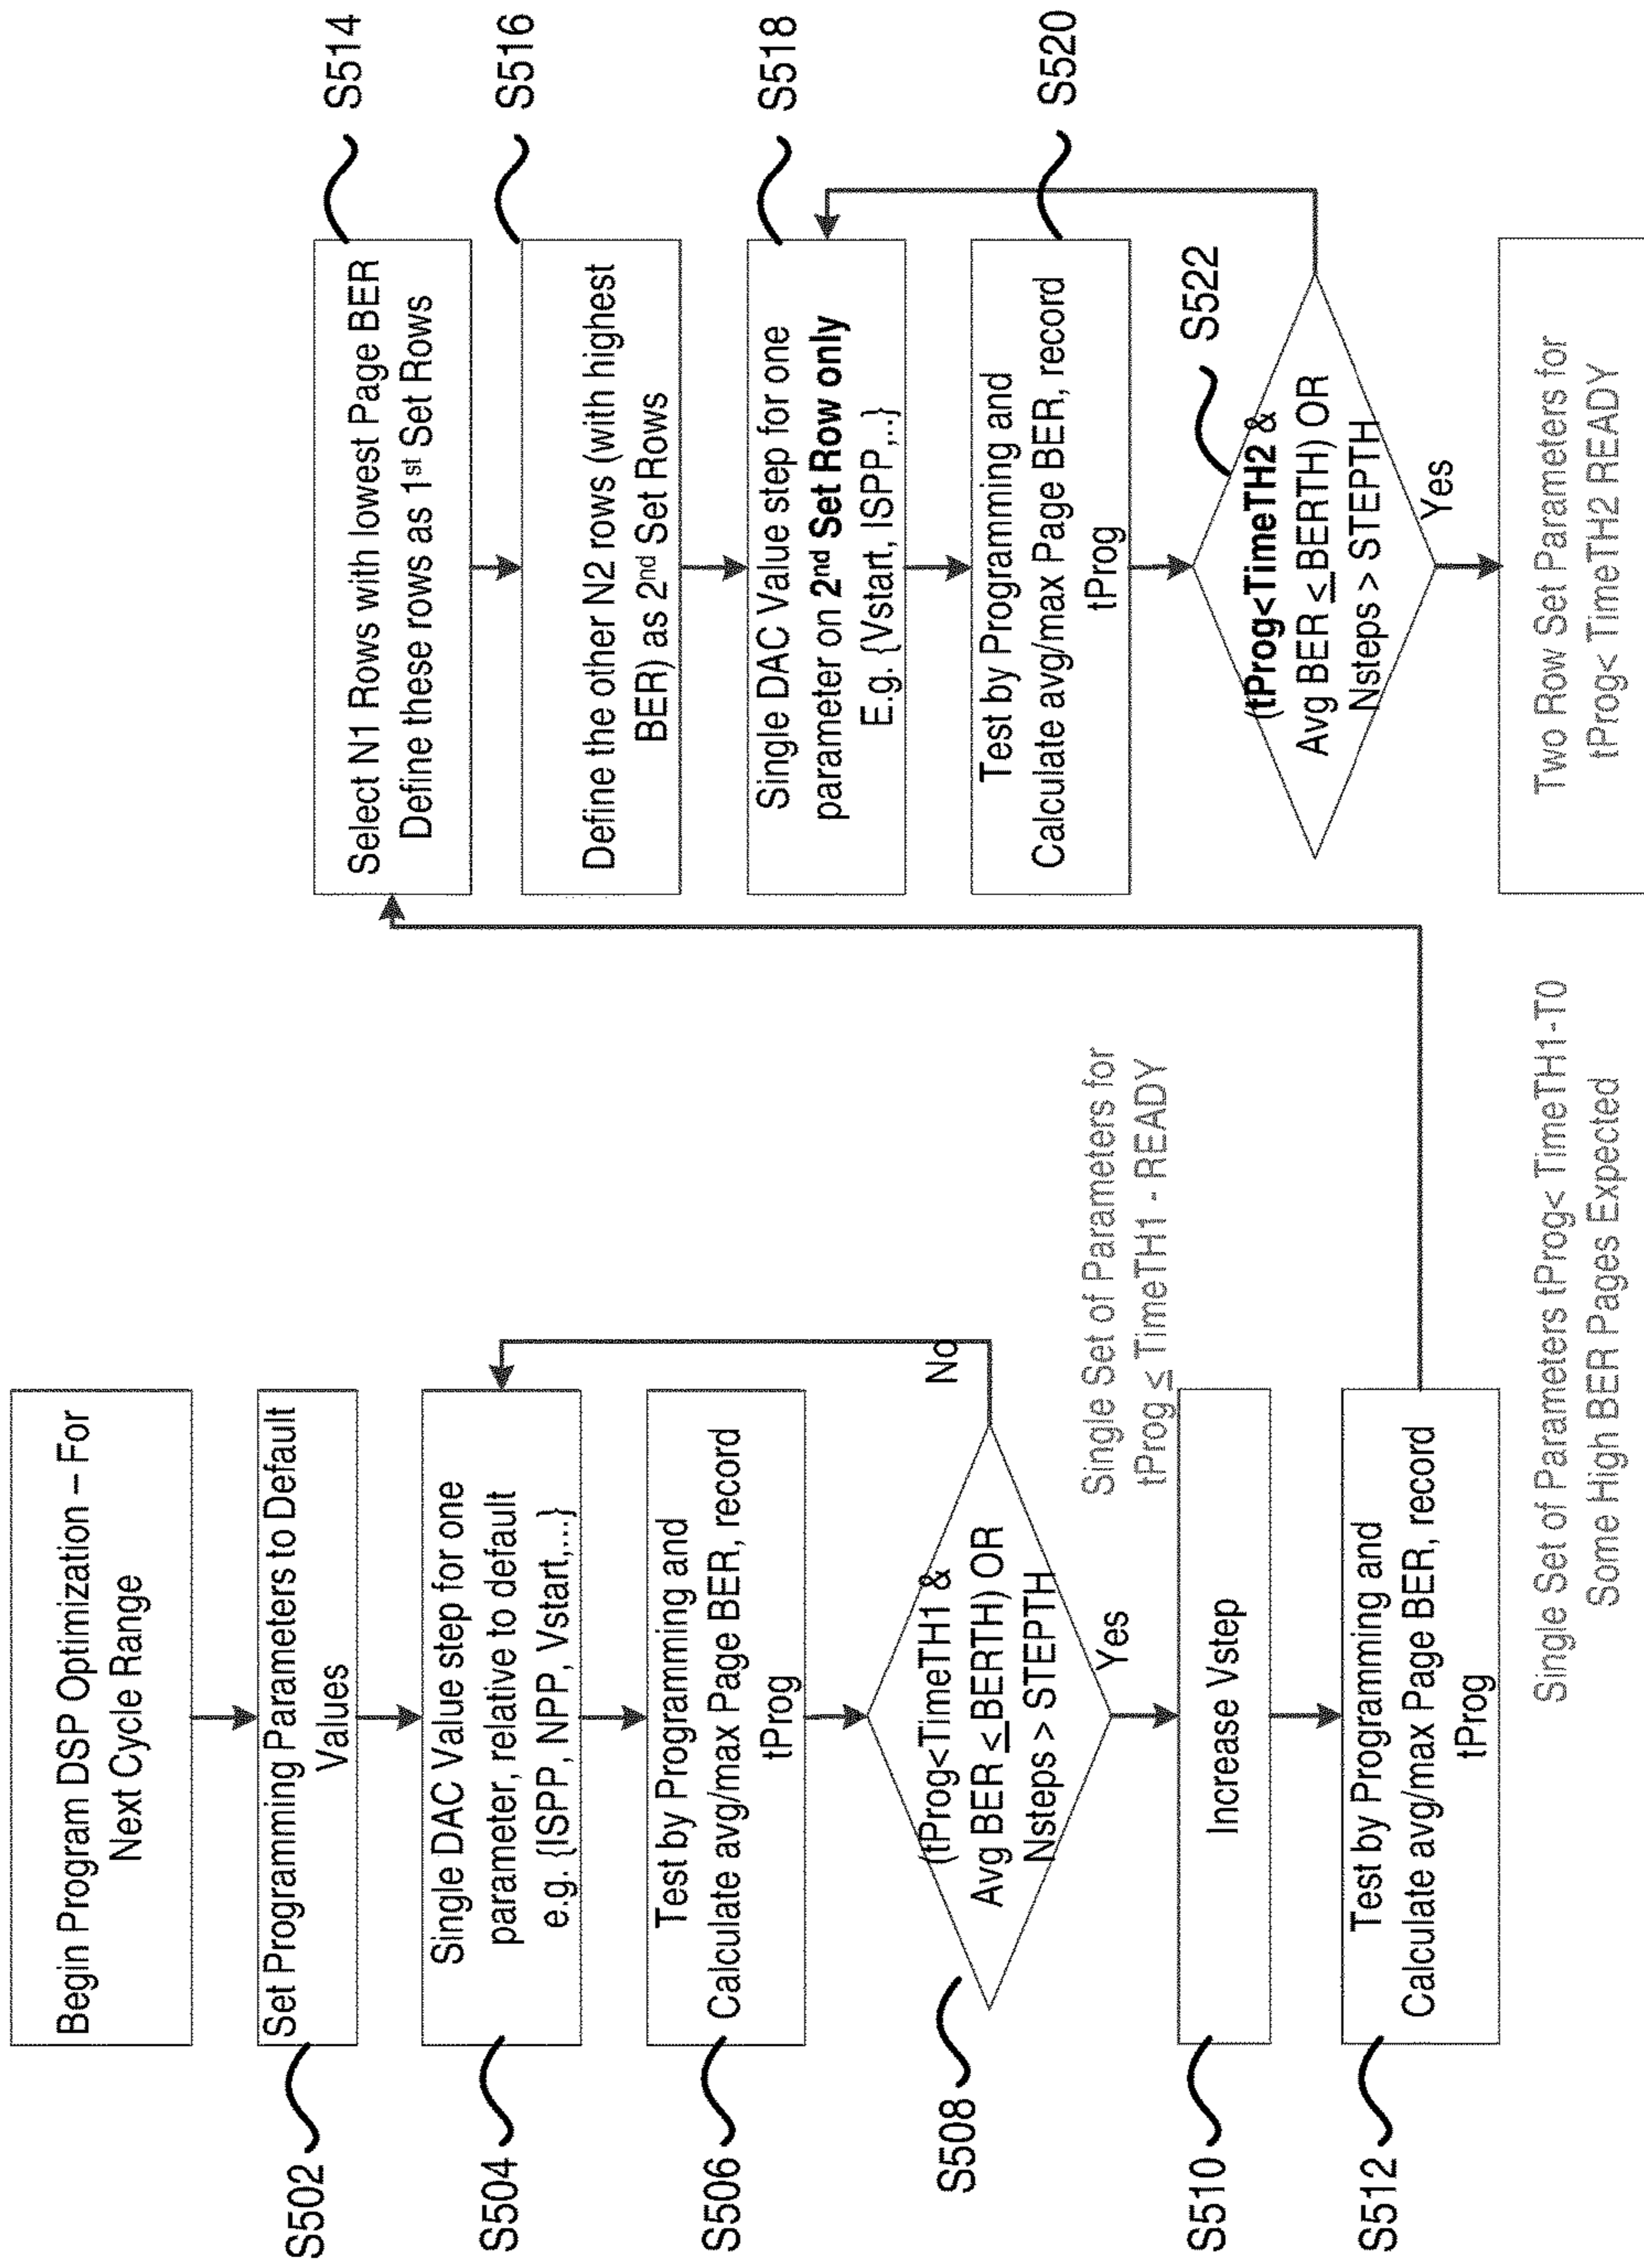 Begin Program DSP Optimization – For
Next Cycle Range
S502
Set Programming Parameters to Default
Values
S504
Single DAC Value step for one
parameter, relative to default
e.g. {ISPP, NPP, Vstart,...}
S506
Test by Programming and
Calculate avg/max Page BER, record
tProg
S508
(tProg<TimeTH1 &
Avg BER ≤ BERTH) OR
Nsteps > STEPTH
No
Yes
Single Set of Parameters for
tProg ≤ TimeTH1 - READY
S510
Increase Vstep
S512
Test by Programming and
Calculate avg/max Page BER, record
tProg
Single Set of Parameters tProg< TimeTH1-T0
Some High BER Pages Expected
S514
Select N1 Rows with lowest Page BER
Define these rows as 1st Set Rows
S516
Define the other N2 rows (with highest
BER) as 2nd Set Rows
S518
Single DAC Value step for one
parameter on 2nd Set Row only
E.g. {Vstart, ISPP,..}
S520
Test by Programming and
Calculate avg/max Page BER, record
tProg
S522
(tProg<TimeTH2 &
Avg BER ≤ BERTH) OR
Nsteps > STEPTH
Yes
Two Row Set Parameters for
tProg< TimeTH2 READY